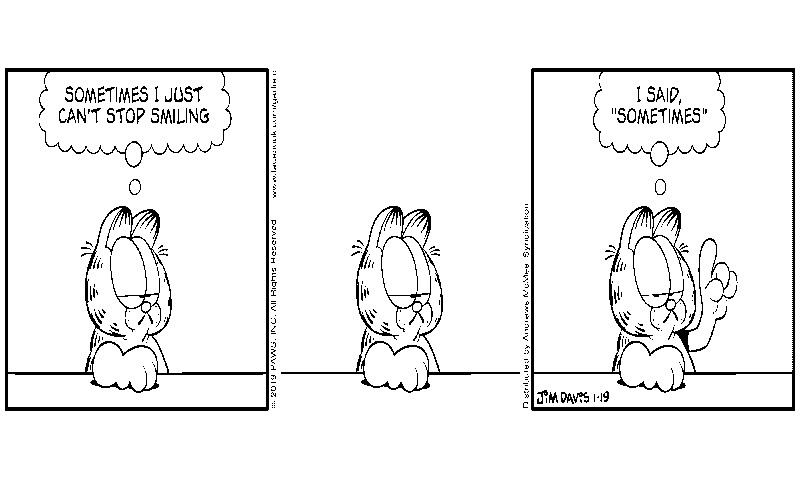 SOMETIMES I JUST
CAN'T STOP SMILING
© 2019 PAWS, INC. All Rights Reserved
Distributed by Andrews McMeel Syndication
I SAID,
"SOMETIMES"
JIM DAVIS 1-19